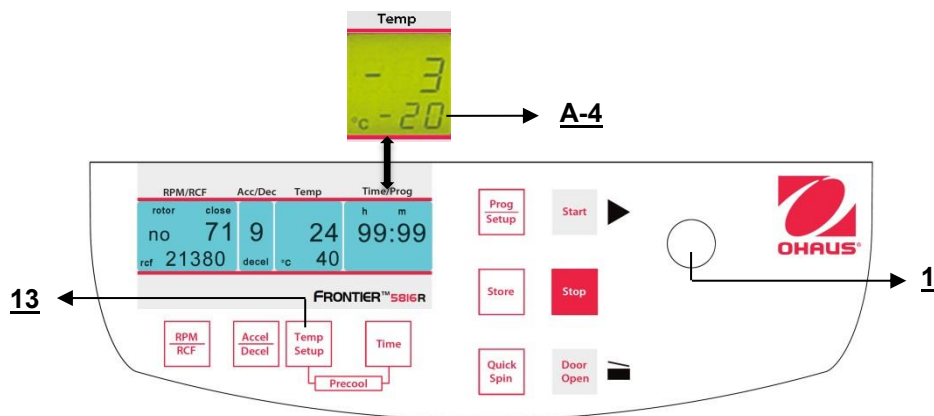 Temp
- 3
°C -20
A-4
RPM/RCF Acc/Dec Temp Time/Prog
rotor close h m
no 71 9 24 99:99
rcf 21380 decel °C 40
FRONTIER™ 5816R
13
RPM
RCF
Accel
Decel
Temp
Setup
Time
Precool
Prog
Setup
Start
Store
Stop
Quick
Spin
Door
Open
OHAUS®
1